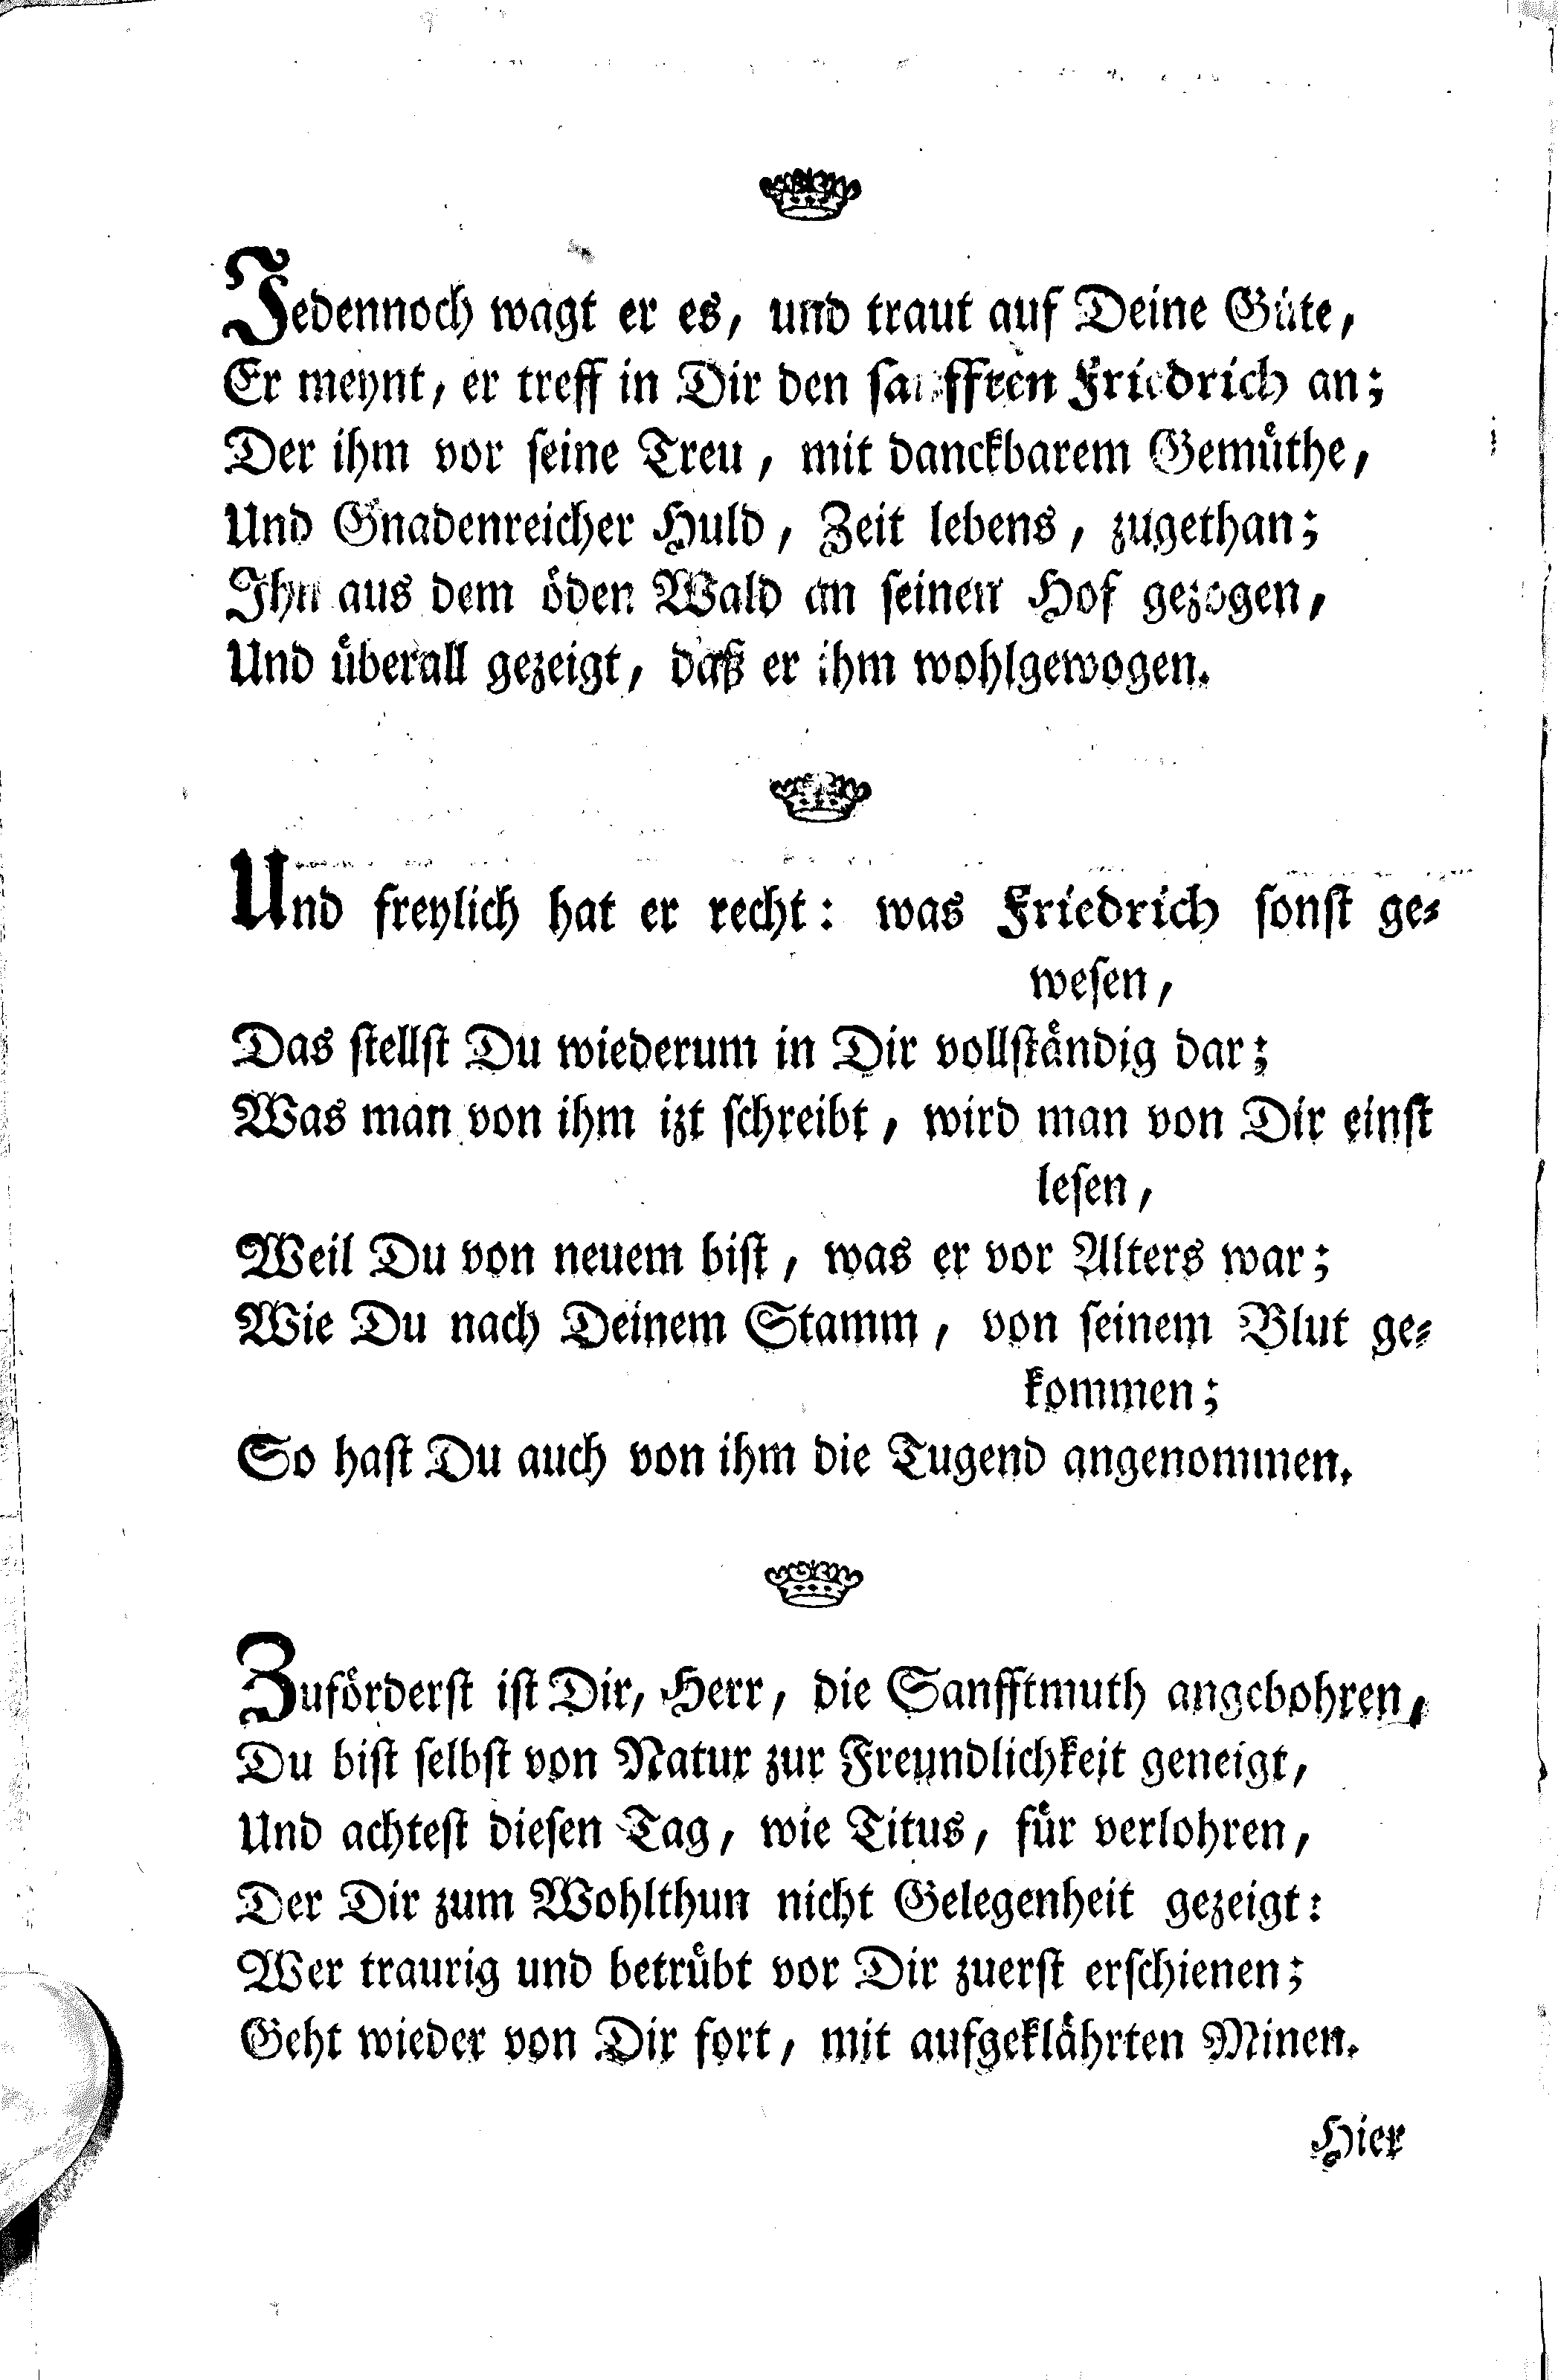 Jedennoch wagt er es, und traut auf Deine Güte,
Er meynt, er treff in Dir den sanfften Friedrich an;
Der ihm vor seine Treu, mit danckbarem Gemüthe,
Und Gnadenreicher Huld, Zeit lebens, zugethan;
Ihn aus dem öden Wald an seinen Hof gezogen,
Und überall gezeigt, daß er ihm wohlgewogen.
Und freylich hat er recht: was Friedrich sonst ge-
wesen,
Das stellst Du wiederum in Dir vollständig dar;
Was man von ihm izt schreibt, wird man von Dir einst
lesen,
Weil Du von neuem bist, was er vor Alters war;
Wie Du nach Deinem Stamm, von seinem Blut ge-
kommen;
So hast Du auch von ihm die Tugend angenommen.
Zuförderst ist Dir, Herr, die Sanfftmuth angebohren,
Du bist selbst von Natur zur Freundlichkeit geneigt,
Und achtest diesen Tag, wie Titus, für verlohren,
Der Dir zum Wohlthun nicht Gelegenheit gezeigt:
Wer traurig und betrübt vor Dir zuerst erschienen;
Geht wieder von Dir fort, mit aufgeklährten Minen.
Hier